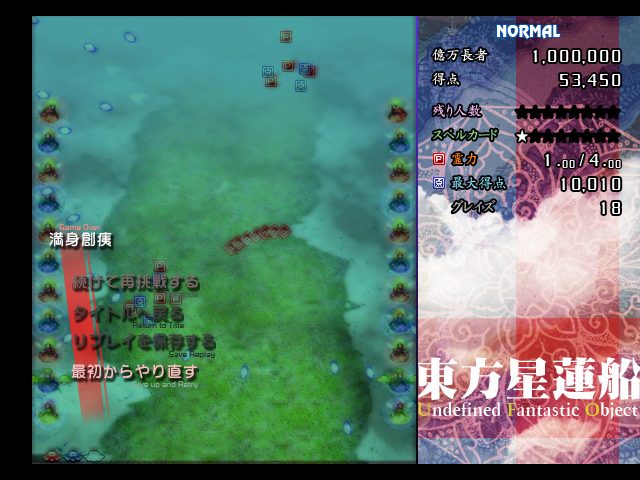 Game Over
満身創痍
続けて再挑戦する
タイトルへ戻る
Return to Title
リプレイを保存する
Save Replay
最初からやり直す
Give up and Retry
NORMAL
億万長者 1,000,000
得点 53,450
残り人数
スペルカード
P 霊力 1.00/4.00
最大得点 10,010
グレイズ 18
東方星蓮船
Undefined Fantastic Object